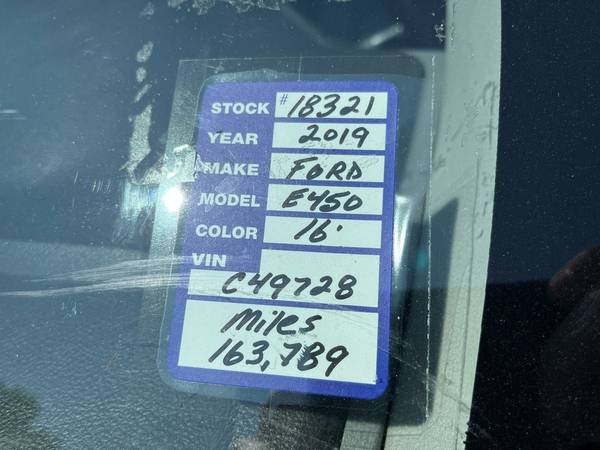 STOCK #18321
YEAR 2019
MAKE FORD
MODEL E450
COLOR 16'
VIN
C49728
Miles
163,789